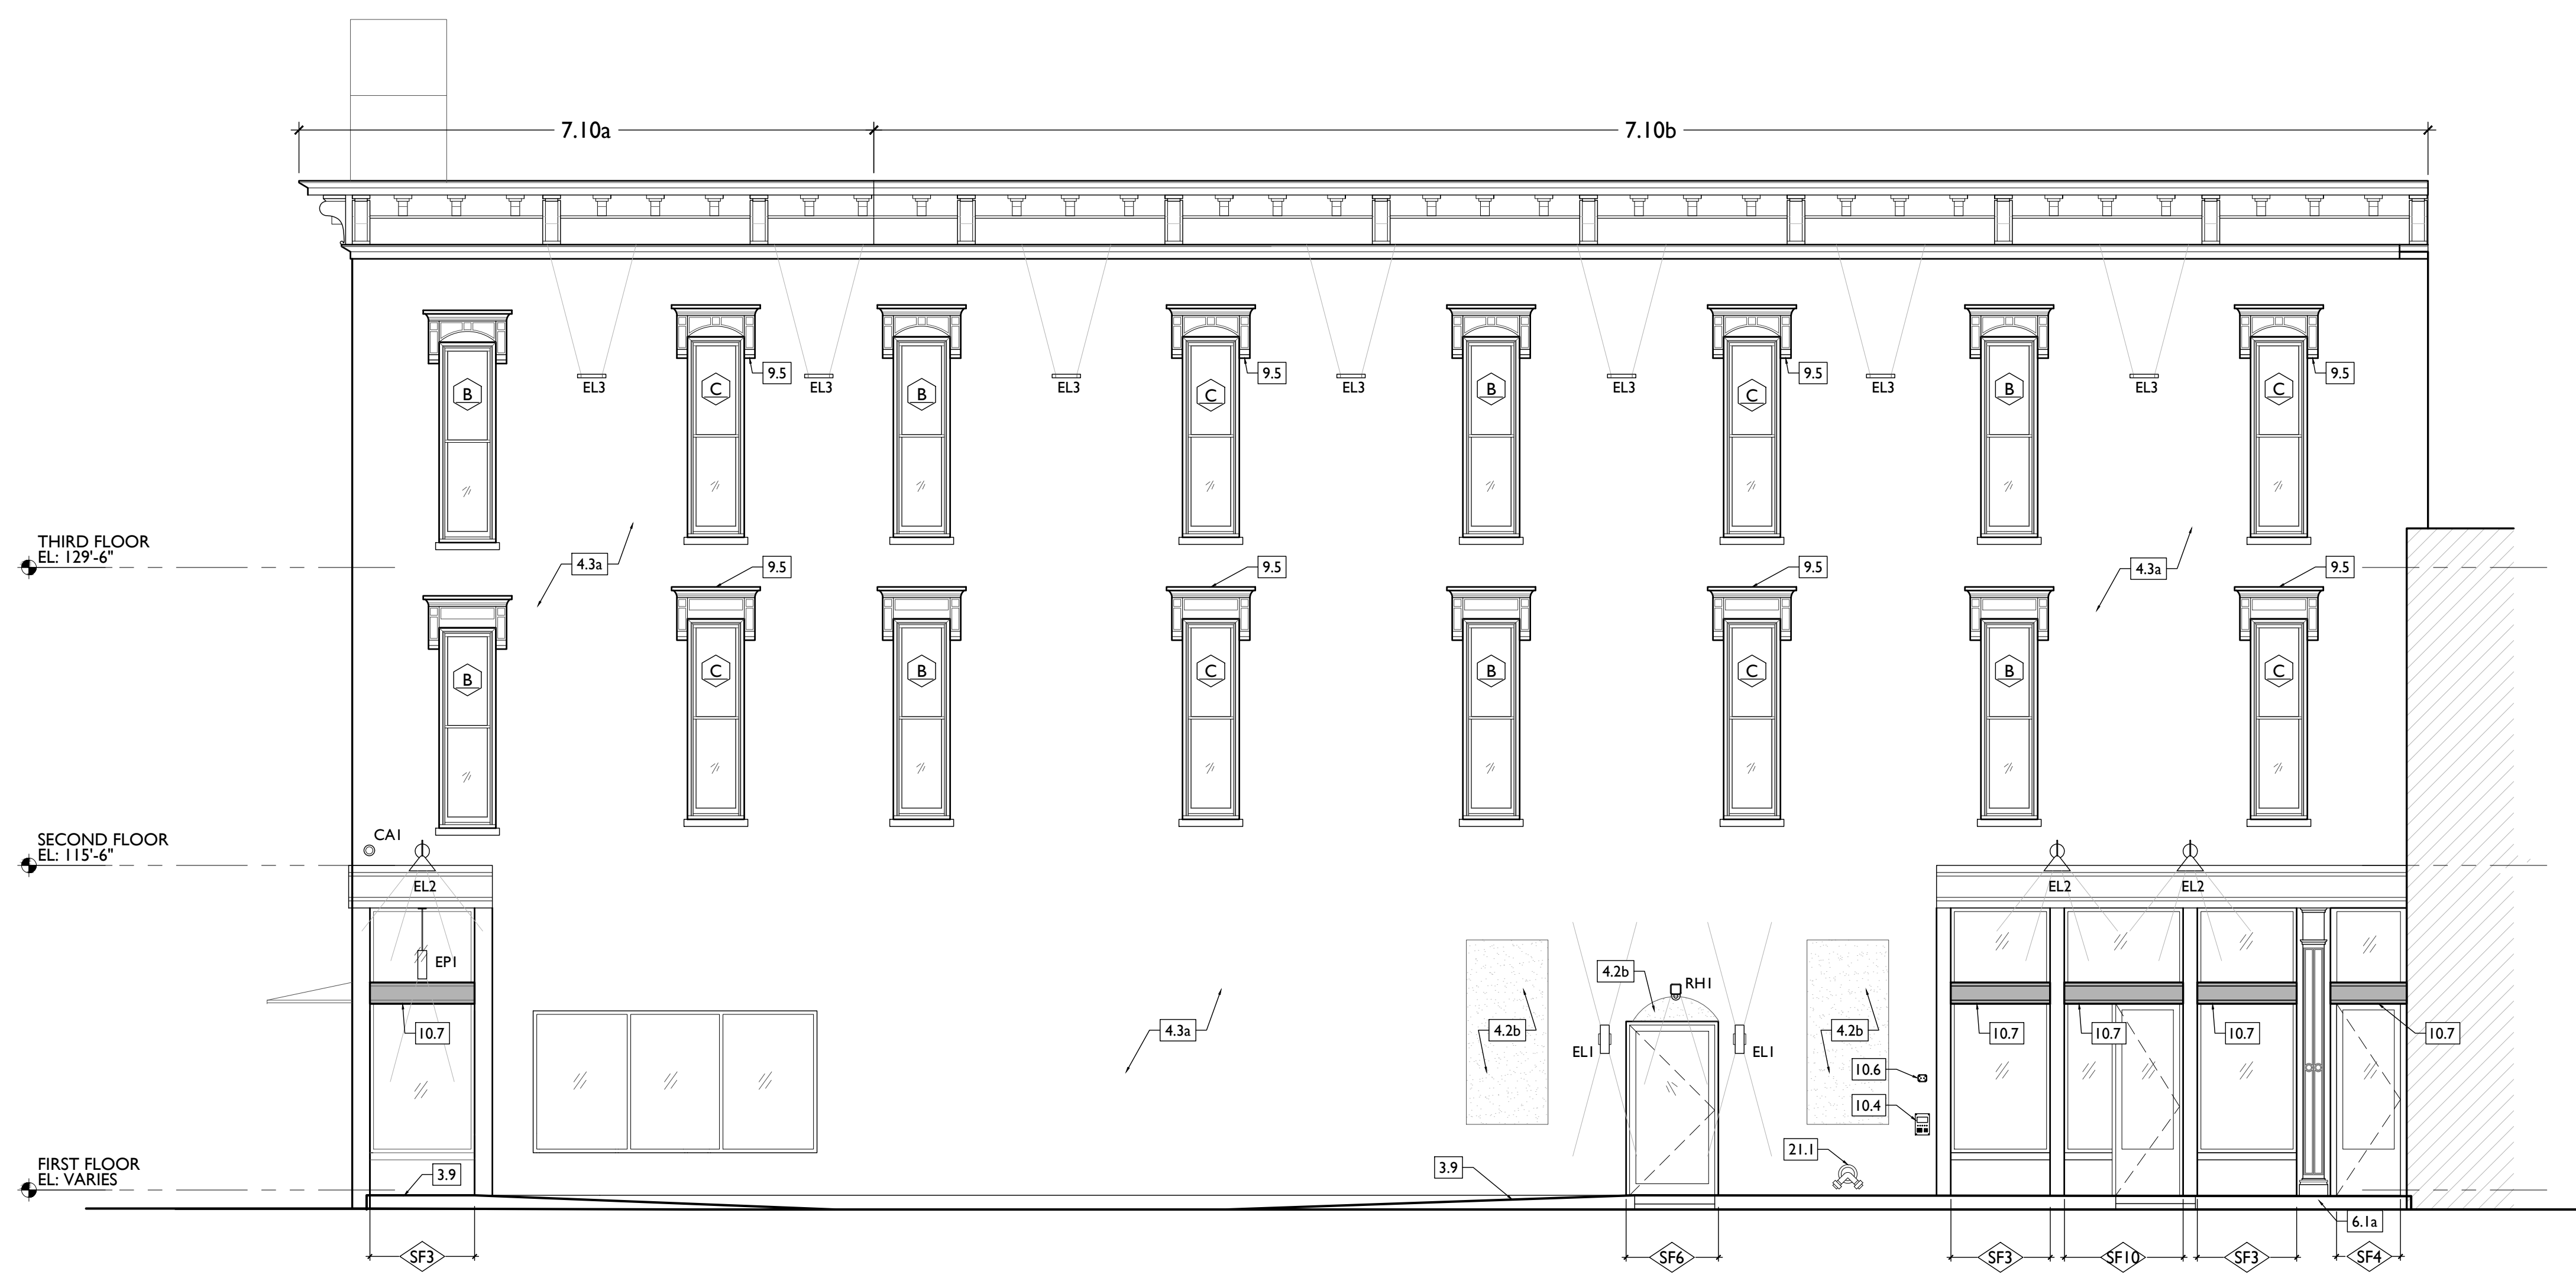 7.10a
7.10b
9.5
9.5
9.5
9.5
B
C
B
C
B
C
B
C
EL3
EL3
EL3
EL3
EL3
EL3
EL3
THIRD FLOOR
EL: 129'-6"
4.3a
9.5
9.5
9.5
9.5
4.3a
B
C
B
C
B
C
B
C
SECOND FLOOR
EL: 115'-6"
CA1
EL2
EL2
EL2
EP1
4.2b
RH1
10.7
4.3a
4.2b
4.2b
10.7
10.7
10.7
10.7
EL1
EL1
10.6
10.4
21.1
FIRST FLOOR
EL: VARIES
3.9
3.9
6.1a
SF3
SF6
SF3
SF10
SF3
SF4